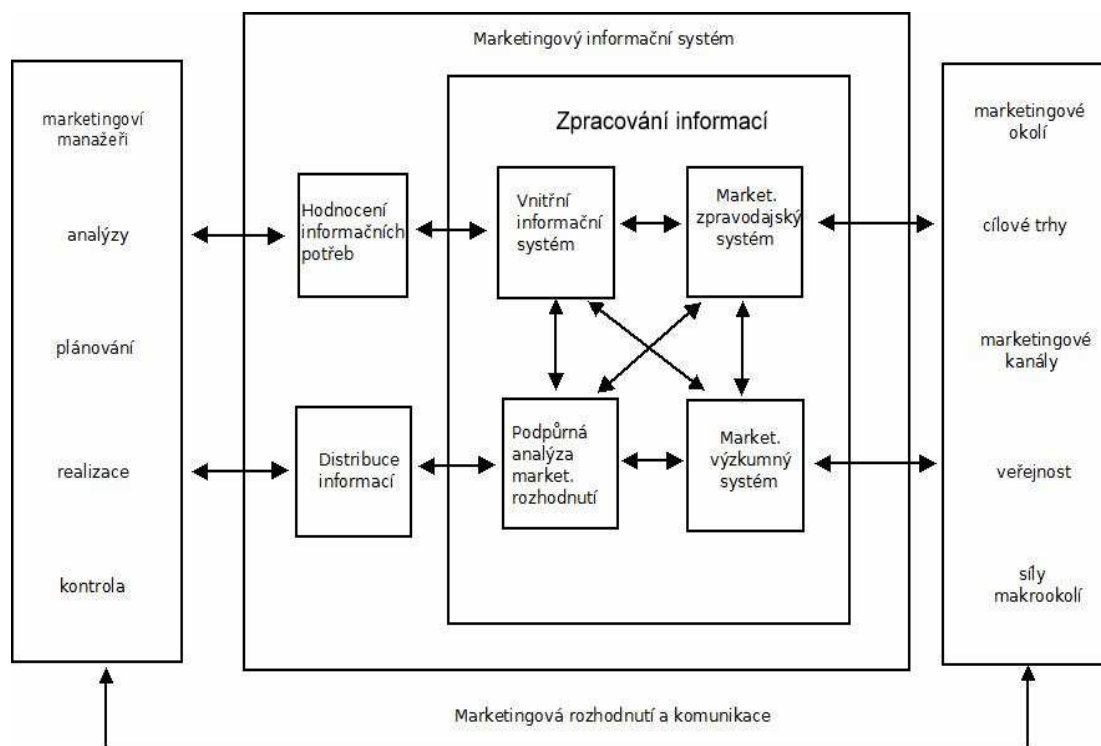 Marketingový informační systém
marketingoví
manažeři
analýzy
plánování
realizace
kontrola
Hodnocení
informačních
potřeb
Distribuce
informací
Zpracování informací
Vnitřní
informační
systém
Market.
zpravodajský
systém
Podpůrná
analýza
market.
rozhodnutí
Market.
výzkumný
systém
marketingové
okolí
cílové trhy
marketingové
kanály
veřejnost
síly
makrookolí
Marketingová rozhodnutí a komunikace